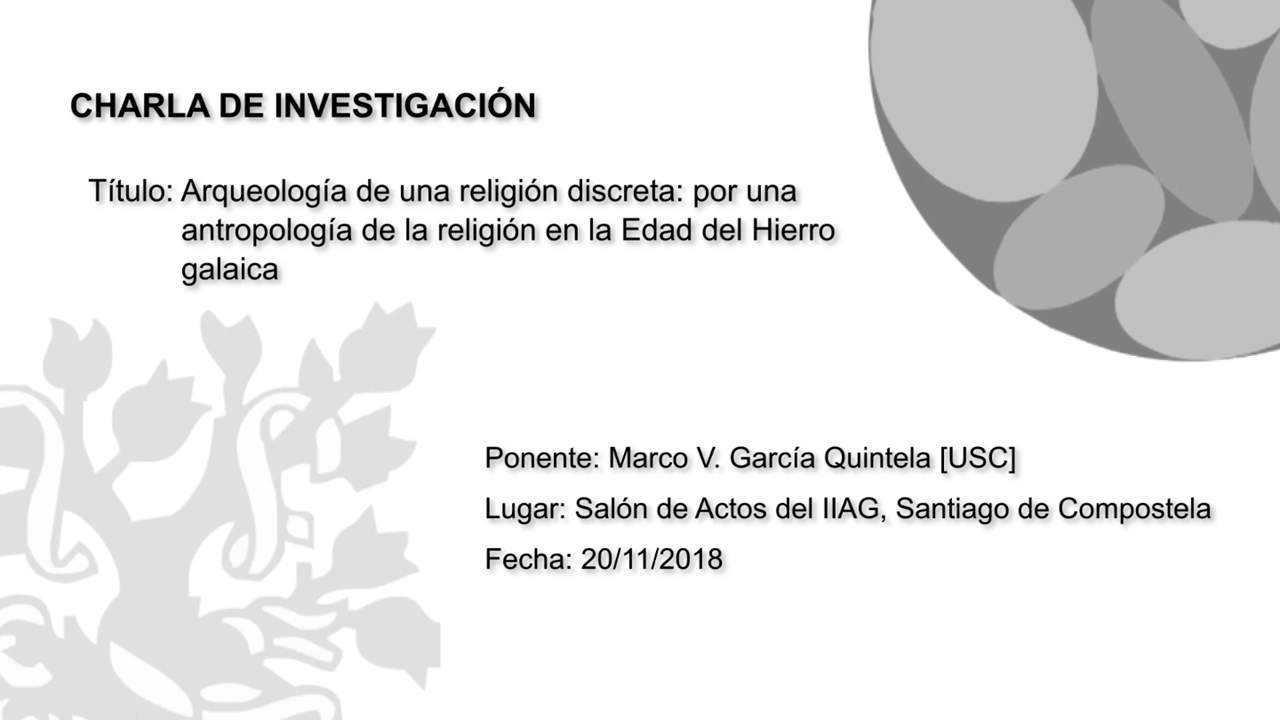 CHARLA DE INVESTIGACIÓN
Título: Arqueología de una religión discreta: por una
antropología de la religión en la Edad del Hierro
galaica
Ponente: Marco V. García Quintela [USC]
Lugar: Salón de Actos del IIAG, Santiago de Compostela
Fecha: 20/11/2018